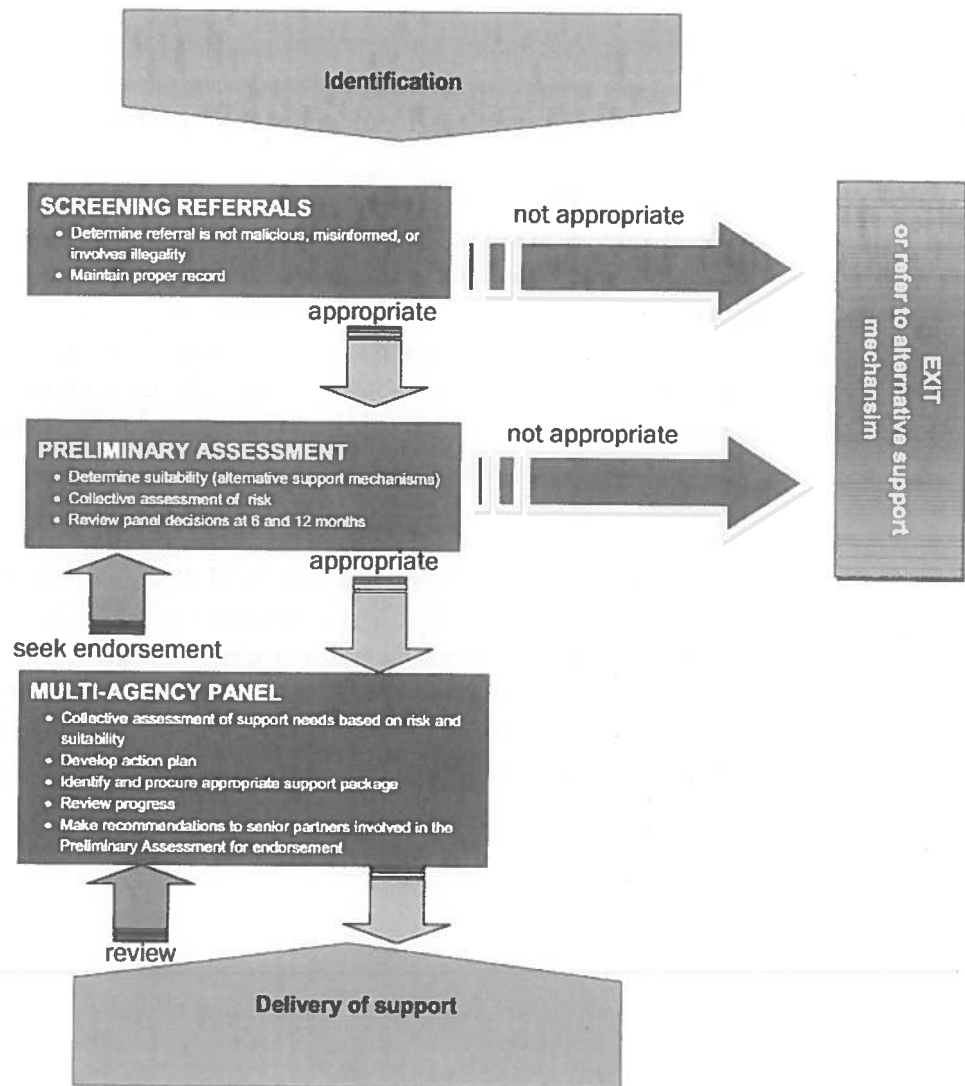 Identification
SCREENING REFERRALS
• Determine referral is not malicious, misinformed, or
involves illegality
• Maintain proper record
not appropriate
appropriate
EXIT
or refer to alternative support
mechansim
PRELIMINARY ASSESSMENT
• Determine suitability (alternative support mechanisms)
• Collective assessment of risk
• Review panel decisions at 6 and 12 months
not appropriate
appropriate
seek endorsement
MULTI-AGENCY PANEL
• Collective assessment of support needs based on risk and
suitability
• Develop action plan
• Identify and procure appropriate support package
• Review progress
• Make recommendations to senior partners involved in the
Preliminary Assessment for endorsement
review
Delivery of support